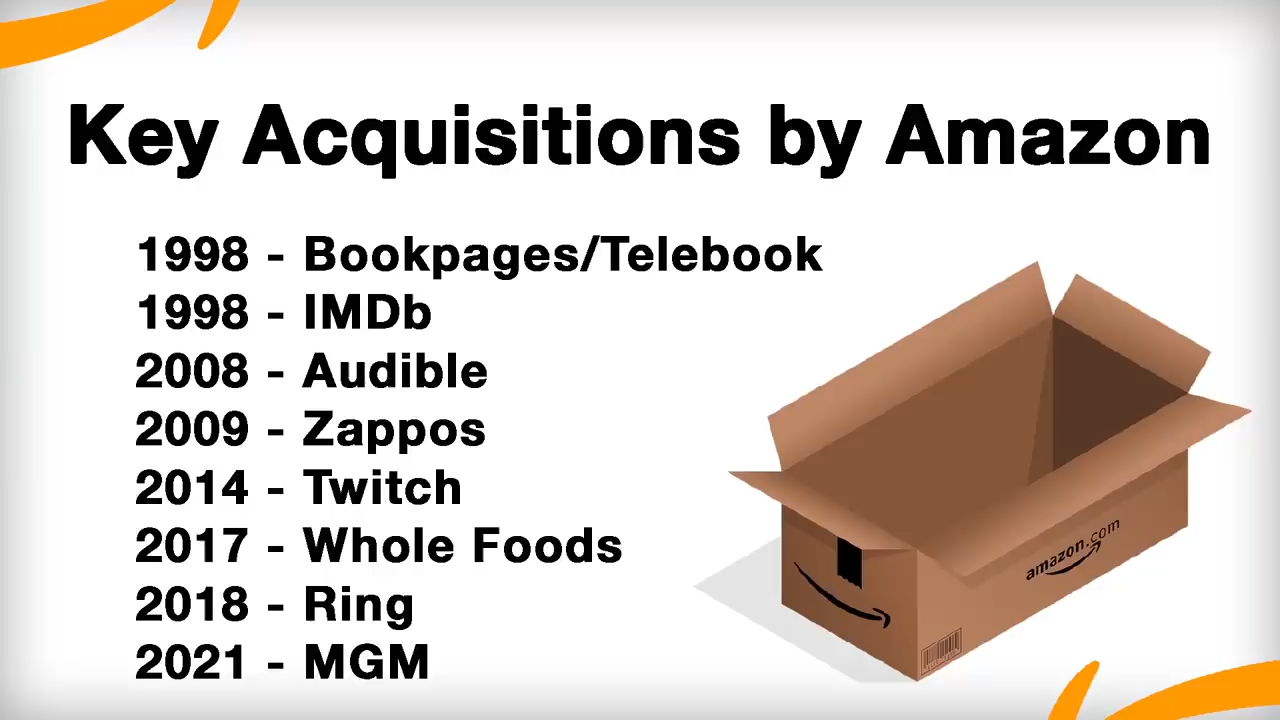 Key Acquisitions by Amazon
1998 - Bookpages/Telebook
1998 - IMDb
2008 - Audible
2009 - Zappos
2014 - Twitch
2017 - Whole Foods
2018 - Ring
2021 - MGM
amazon.com